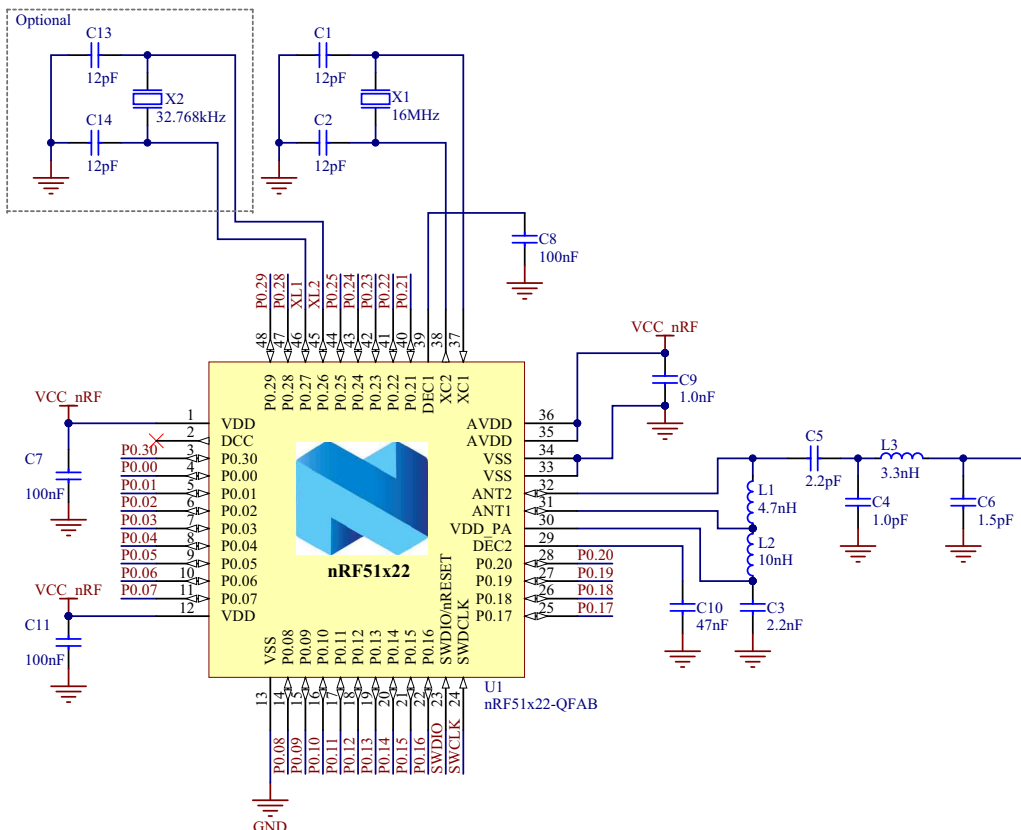 Optional
C13
12pF
X2
32.768kHz
C14
12pF
C1
12pF
X1
16MHz
C2
12pF
C8
100nF
P0.29
P0.28
XL1
XL2
P0.25
P0.24
P0.23
P0.22
P0.21
48
47
46
45
44
43
42
41
40
39
38
37
P0.29
P0.28
P0.27
P0.26
P0.25
P0.24
P0.23
P0.22
P0.21
DEC1
XC2
XC1
VCC_nRF
C7
100nF
VCC_nRF
C11
100nF
P0.30
P0.00
P0.01
P0.02
P0.03
P0.04
P0.05
P0.06
P0.07
1
2
3
4
5
6
7
8
9
10
11
12
VDD
DCC
P0.30
P0.00
P0.01
P0.02
P0.03
P0.04
P0.05
P0.06
P0.07
VDD
nRF51x22
AVDD
AVDD
VSS
VSS
ANT2
ANT1
VDD_PA
DEC2
P0.20
P0.19
P0.18
P0.17
36
35
34
33
32
31
30
29
28
27
26
25
P0.20
P0.19
P0.18
P0.17
VCC_nRF
C9
1.0nF
C5
2.2pF
L3
3.3nH
L1
4.7nH
C4
1.0pF
C6
1.5pF
L2
10nH
C10
47nF
C3
2.2nF
VSS
P0.08
P0.09
P0.10
P0.11
P0.12
P0.13
P0.14
P0.15
P0.16
SWDIO/nRESET
SWDCLK
13
14
15
16
17
18
19
20
21
22
23
24
P0.08
P0.09
P0.10
P0.11
P0.12
P0.13
P0.14
P0.15
P0.16
SWDIO
SWCLK
U1
nRF51x22-QFAB
GND